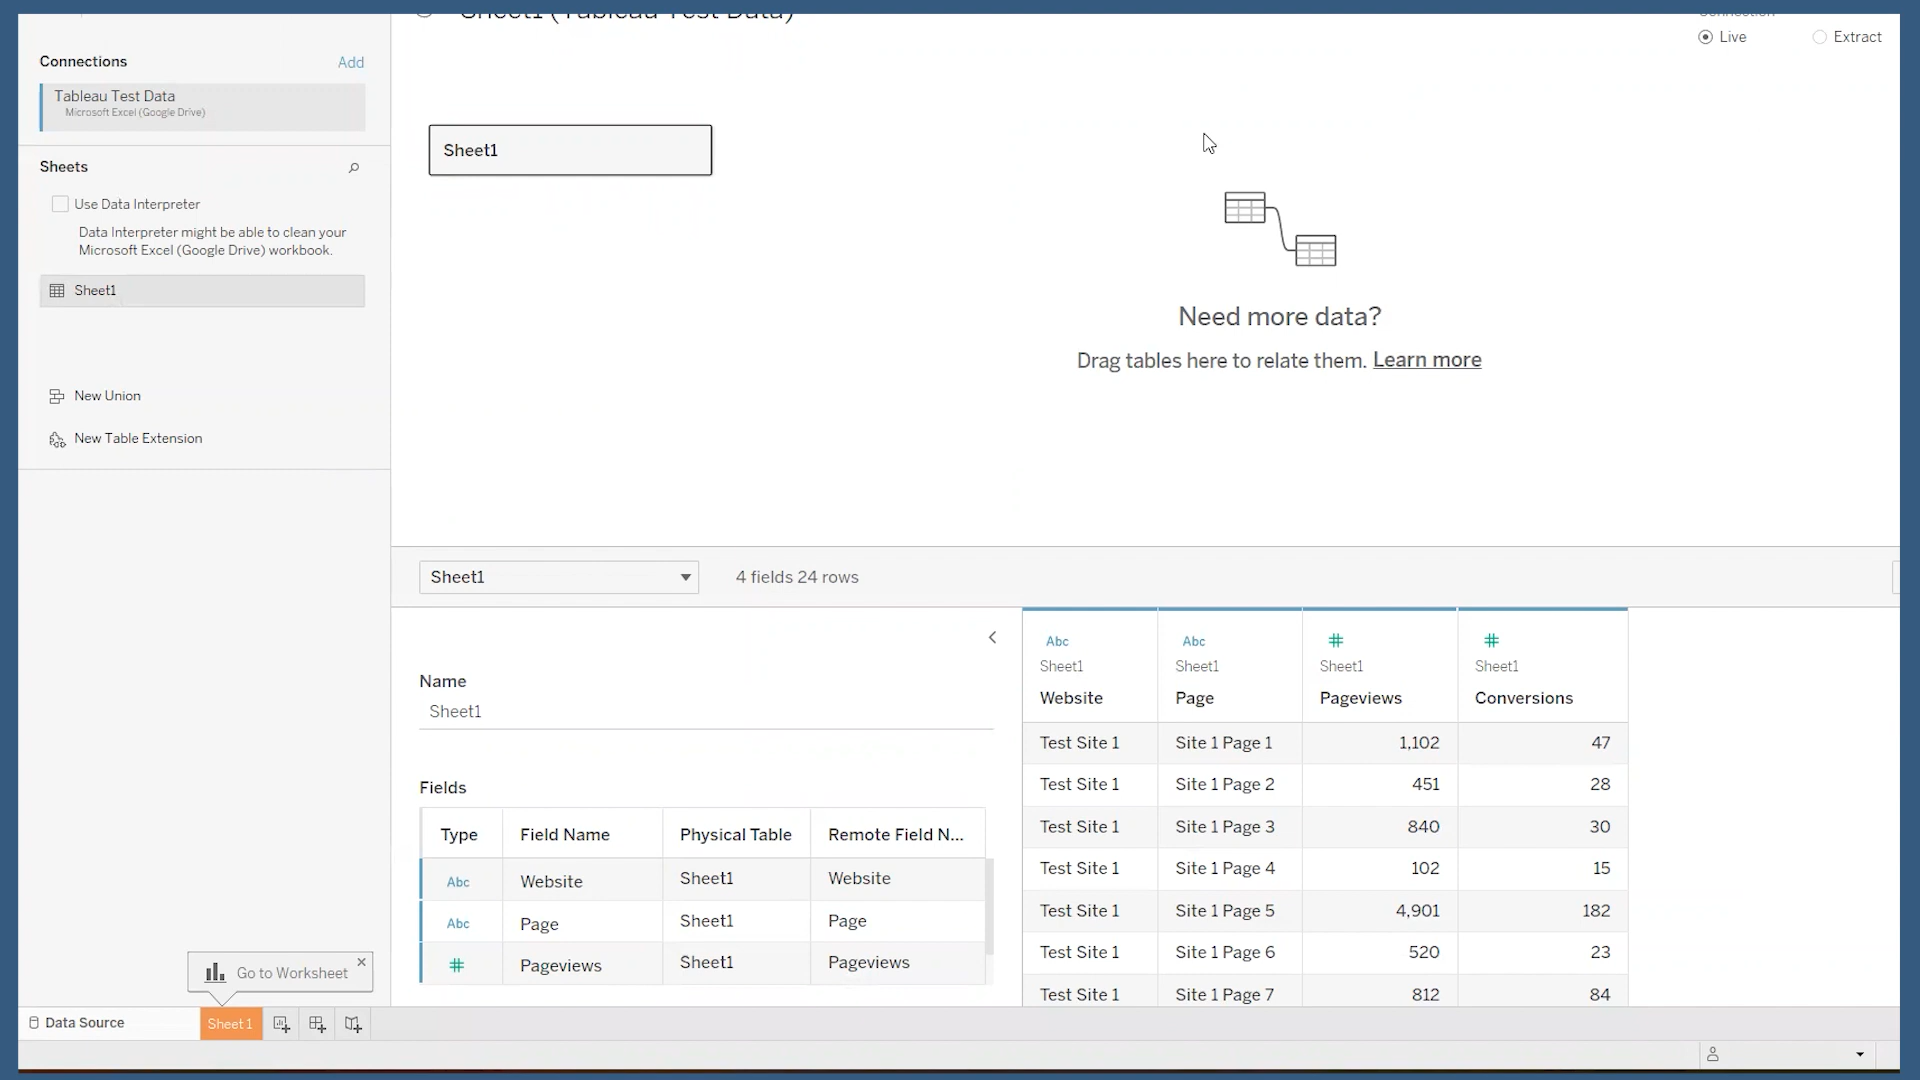 Sheet1 (Tableau Test Data)
Connection
Live
Extract
Connections
Add
Tableau Test Data
Microsoft Excel (Google Drive)
Sheets
Use Data Interpreter
Data Interpreter might be able to clean your
Microsoft Excel (Google Drive) workbook.
Sheet1
New Union
New Table Extension
Sheet1
Need more data?
Drag tables here to relate them. Learn more
Sheet1
4 fields 24 rows
Name
Sheet1
Fields
Type Field Name Physical Table Remote Field N...
Abc Website Sheet1 Website
Abc Page Sheet1 Page
# Pageviews Sheet1 Pageviews
Abc Abc # #
Sheet1 Sheet1 Sheet1 Sheet1
Website Page Pageviews Conversions
Test Site 1 Site 1 Page 1 1,102 47
Test Site 1 Site 1 Page 2 451 28
Test Site 1 Site 1 Page 3 840 30
Test Site 1 Site 1 Page 4 102 15
Test Site 1 Site 1 Page 5 4,901 182
Test Site 1 Site 1 Page 6 520 23
Test Site 1 Site 1 Page 7 812 84
Go to Worksheet
Data Source
Sheet 1